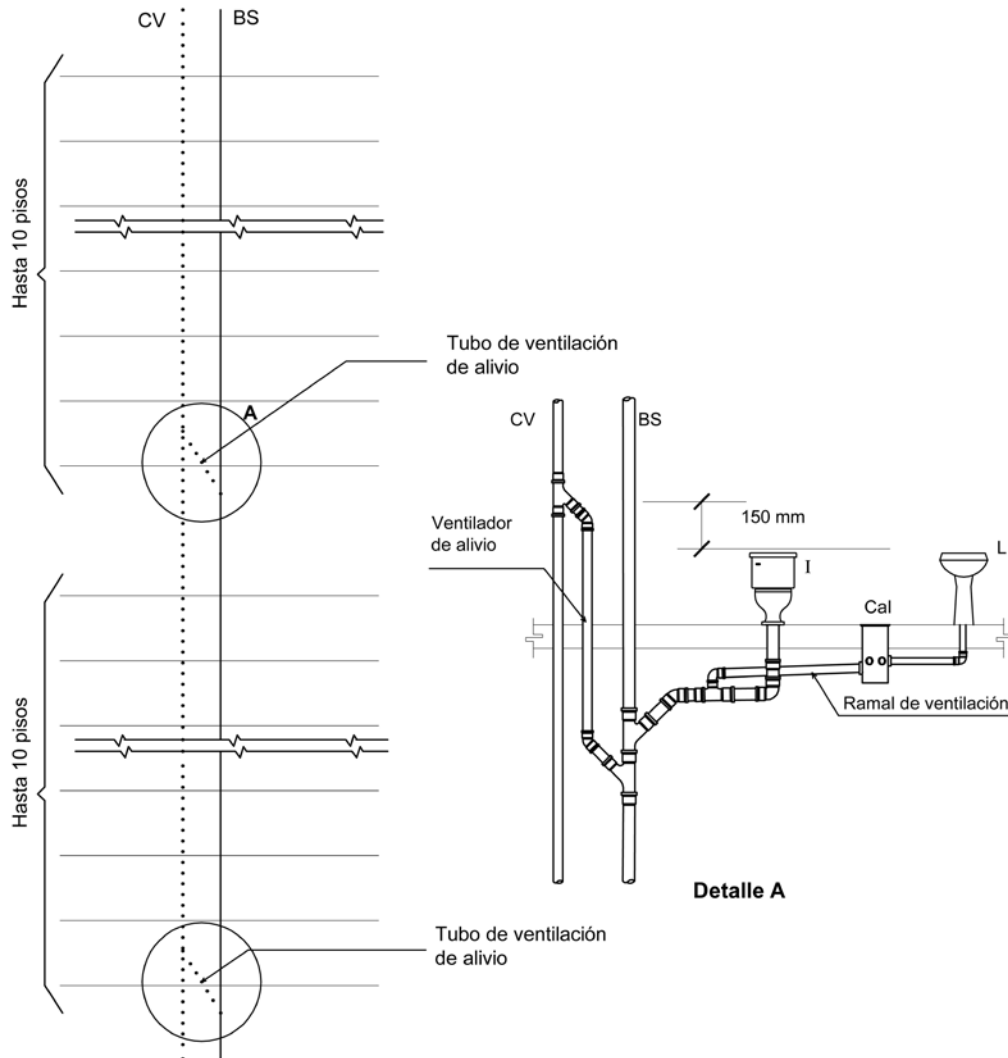 CV
BS
Hasta 10 pisos
Tubo de ventilación
de alivio
A
CV
BS
150 mm
Ventilador
de alivio
I
L
Cal
Ramal de ventilación
Detalle A
Hasta 10 pisos
Tubo de ventilación
de alivio